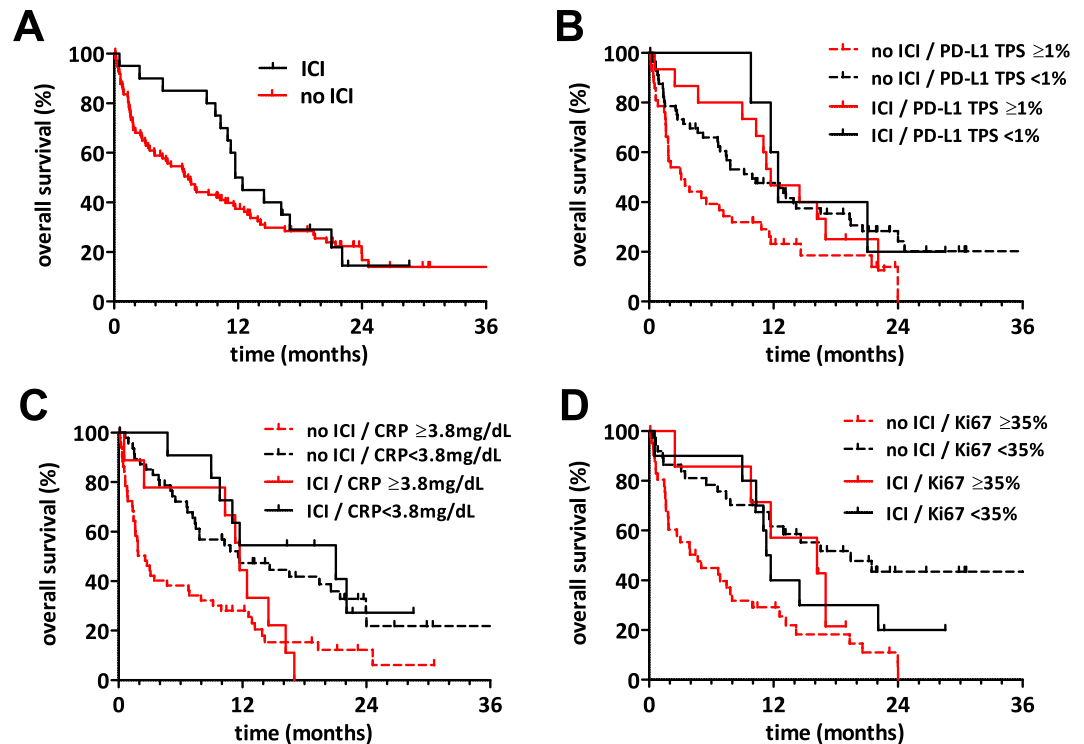 A
overall survival (%)
100
80
60
40
20
0
ICI
no ICI
0 12 24 36
time (months)
B
overall survival (%)
100
80
60
40
20
0
no ICI / PD-L1 TPS ≥1%
no ICI / PD-L1 TPS <1%
ICI / PD-L1 TPS ≥1%
ICI / PD-L1 TPS <1%
0 12 24 36
time (months)
C
overall survival (%)
100
80
60
40
20
0
no ICI / CRP ≥3.8mg/dL
no ICI / CRP<3.8mg/dL
ICI / CRP ≥3.8mg/dL
ICI / CRP<3.8mg/dL
0 12 24 36
time (months)
D
overall survival (%)
100
80
60
40
20
0
no ICI / Ki67 ≥35%
no ICI / Ki67 <35%
ICI / Ki67 ≥35%
ICI / Ki67 <35%
0 12 24 36
time (months)